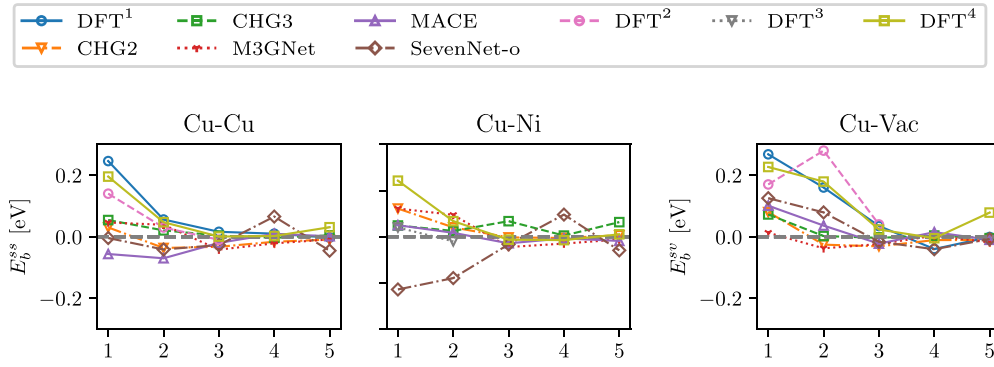 DFT¹ CHG3 MACE DFT² DFT³ DFT⁴
CHG2 M3GNet SevenNet-o
Cu-Cu Cu-Ni Cu-Vac
E_b^{ss} [eV]
0.2
0.0
−0.2
1 2 3 4 5
1 2 3 4 5
E_b^{sv} [eV]
0.2
0.0
−0.2
1 2 3 4 5